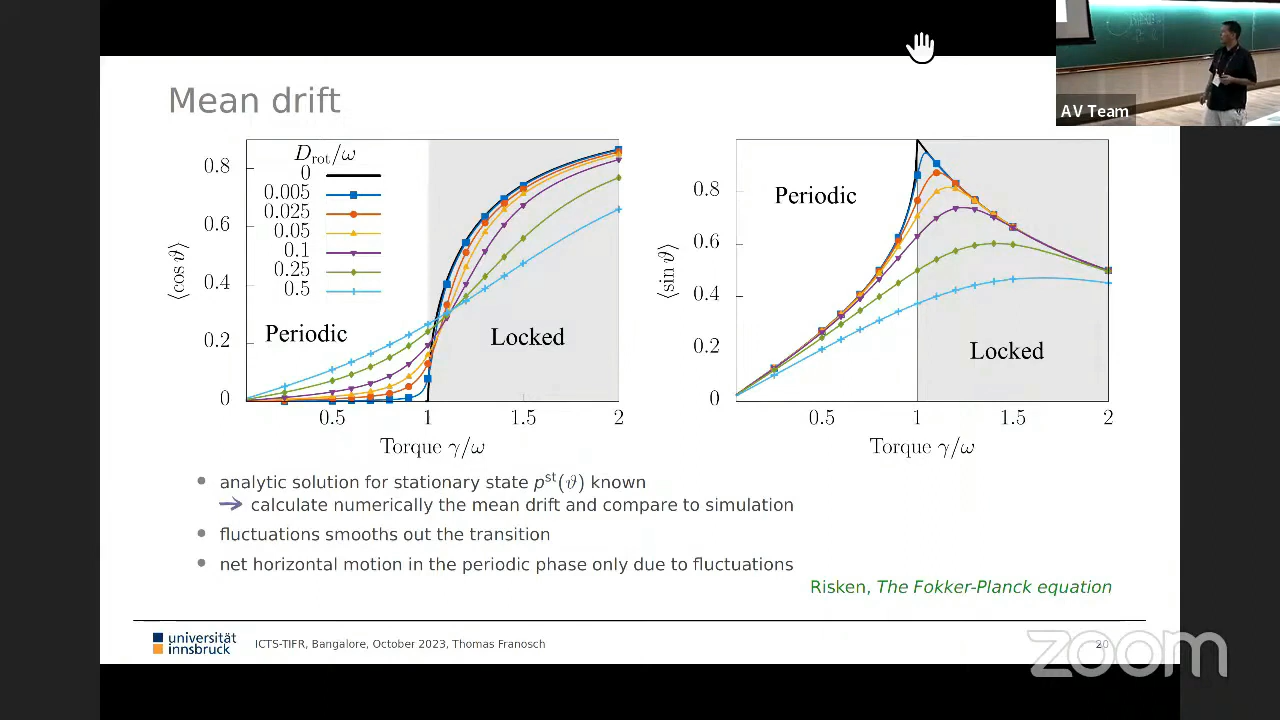 AV Team
Mean drift
D_rot/ω
0
0.005
0.025
0.05
0.1
0.25
0.5
0.8
0.6
0.4
0.2
0
⟨cos ϑ⟩
Periodic
Locked
0.5 1 1.5 2
Torque γ/ω
0.8
0.6
0.4
0.2
0
⟨sin ϑ⟩
Periodic
Locked
0.5 1 1.5 2
Torque γ/ω
• analytic solution for stationary state p^st(ϑ) known
→ calculate numerically the mean drift and compare to simulation
• fluctuations smooths out the transition
• net horizontal motion in the periodic phase only due to fluctuations
Risken, The Fokker-Planck equation
universität
innsbruck
ICTS-TIFR, Bangalore, October 2023, Thomas Franosch
20
zoom